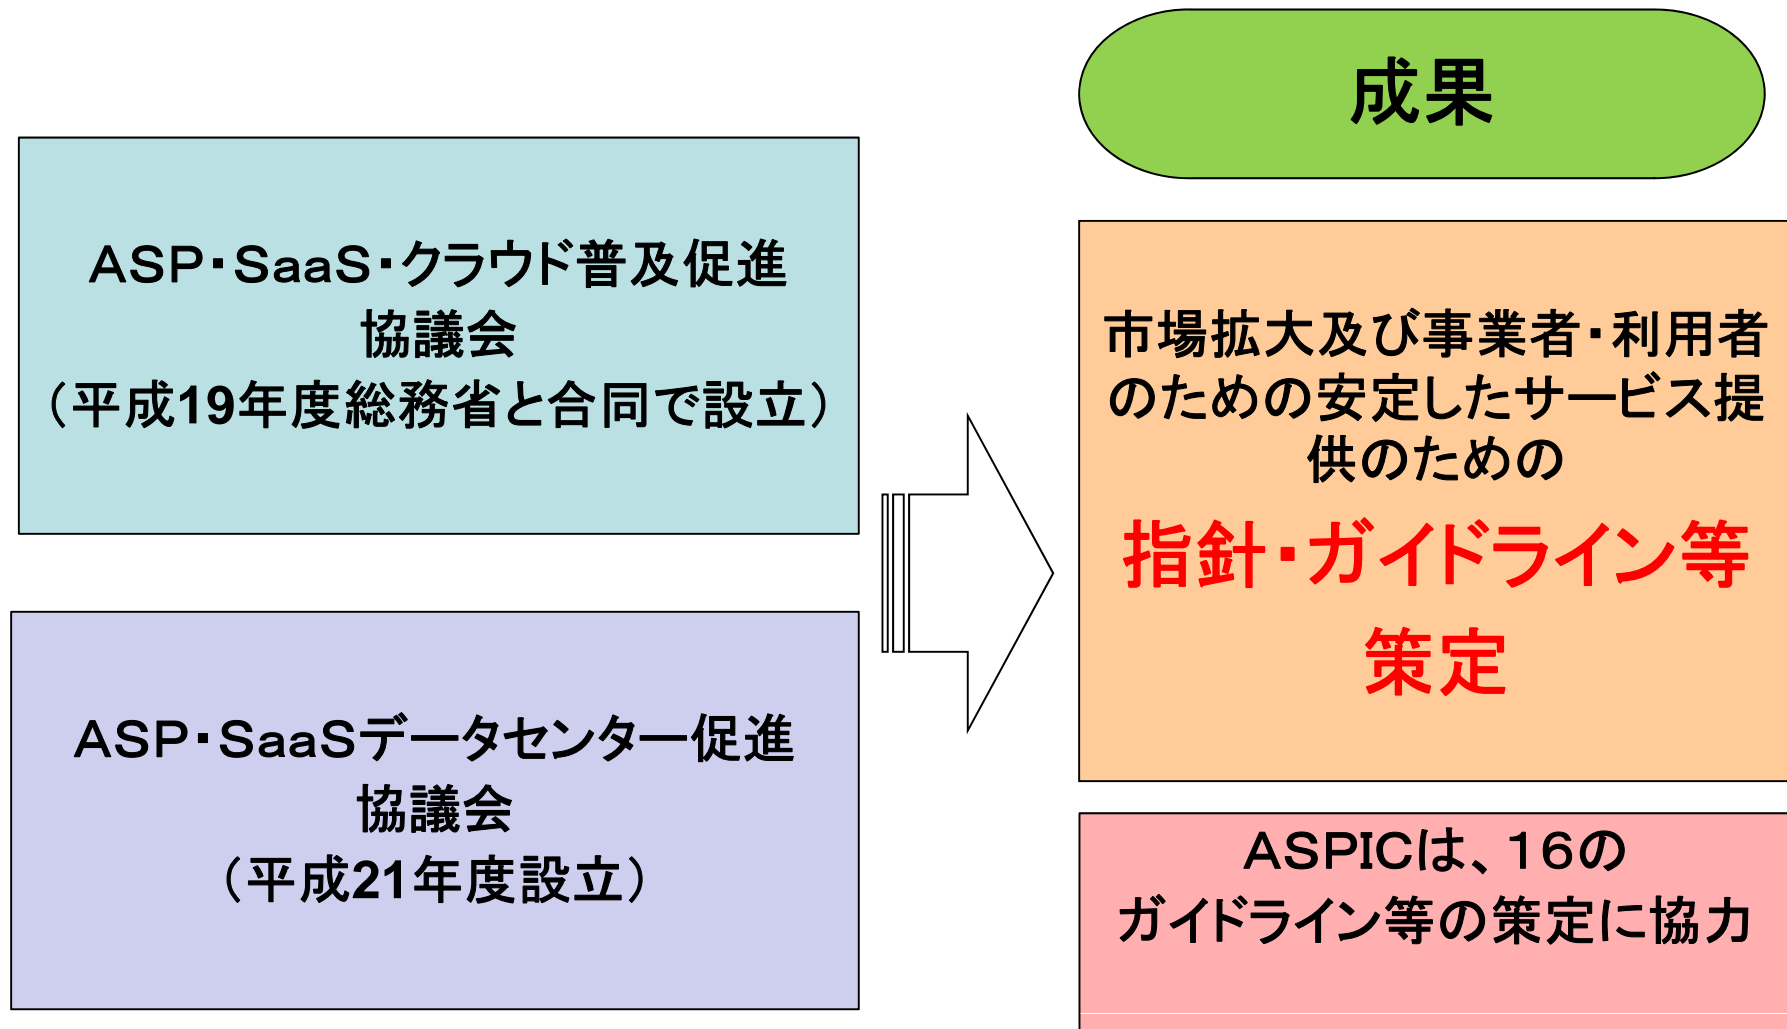 成果
ASP・SaaS・クラウド普及促進
協議会
（平成19年度総務省と合同で設立）
ASP・SaaSデータセンター促進
協議会
（平成21年度設立）
市場拡大及び事業者・利用者
のための安定したサービス提
供のための
指針・ガイドライン等
策定
ASPICは、16の
ガイドライン等の策定に協力